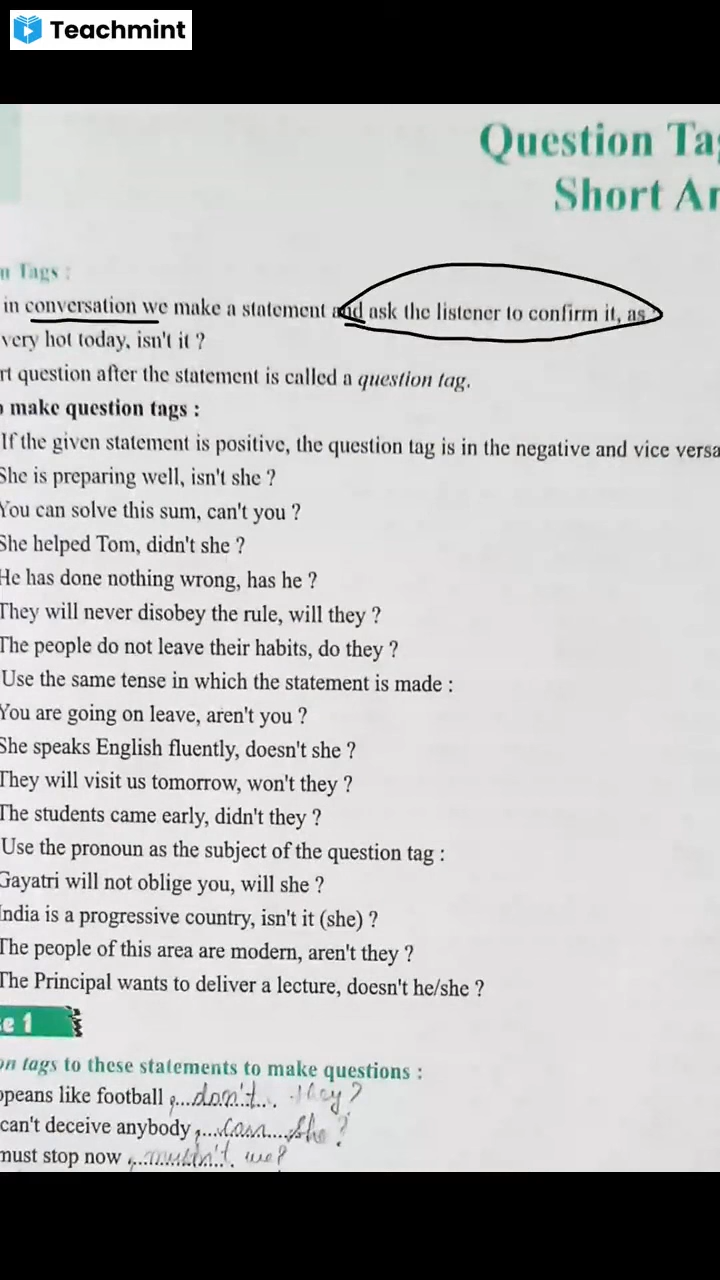 Teachmint
Question Ta
Short A
n Tags :
in conversation we make a statement and ask the listener to confirm it, as :
very hot today, isn't it ?
rt question after the statement is called a question tag.
o make question tags :
If the given statement is positive, the question tag is in the negative and vice versa
She is preparing well, isn't she ?
You can solve this sum, can't you ?
She helped Tom, didn't she ?
He has done nothing wrong, has he ?
They will never disobey the rule, will they ?
The people do not leave their habits, do they ?
Use the same tense in which the statement is made :
You are going on leave, aren't you ?
She speaks English fluently, doesn't she ?
They will visit us tomorrow, won't they ?
The students came early, didn't they ?
Use the pronoun as the subject of the question tag :
Gayatri will not oblige you, will she ?
India is a progressive country, isn't it (she) ?
The people of this area are modern, aren't they ?
The Principal wants to deliver a lecture, doesn't he/she ?
se 1
on tags to these statements to make questions :
opeans like football ,...don't... they?
can't deceive anybody ,...can...she ?
must stop now ,...mustn't. we?